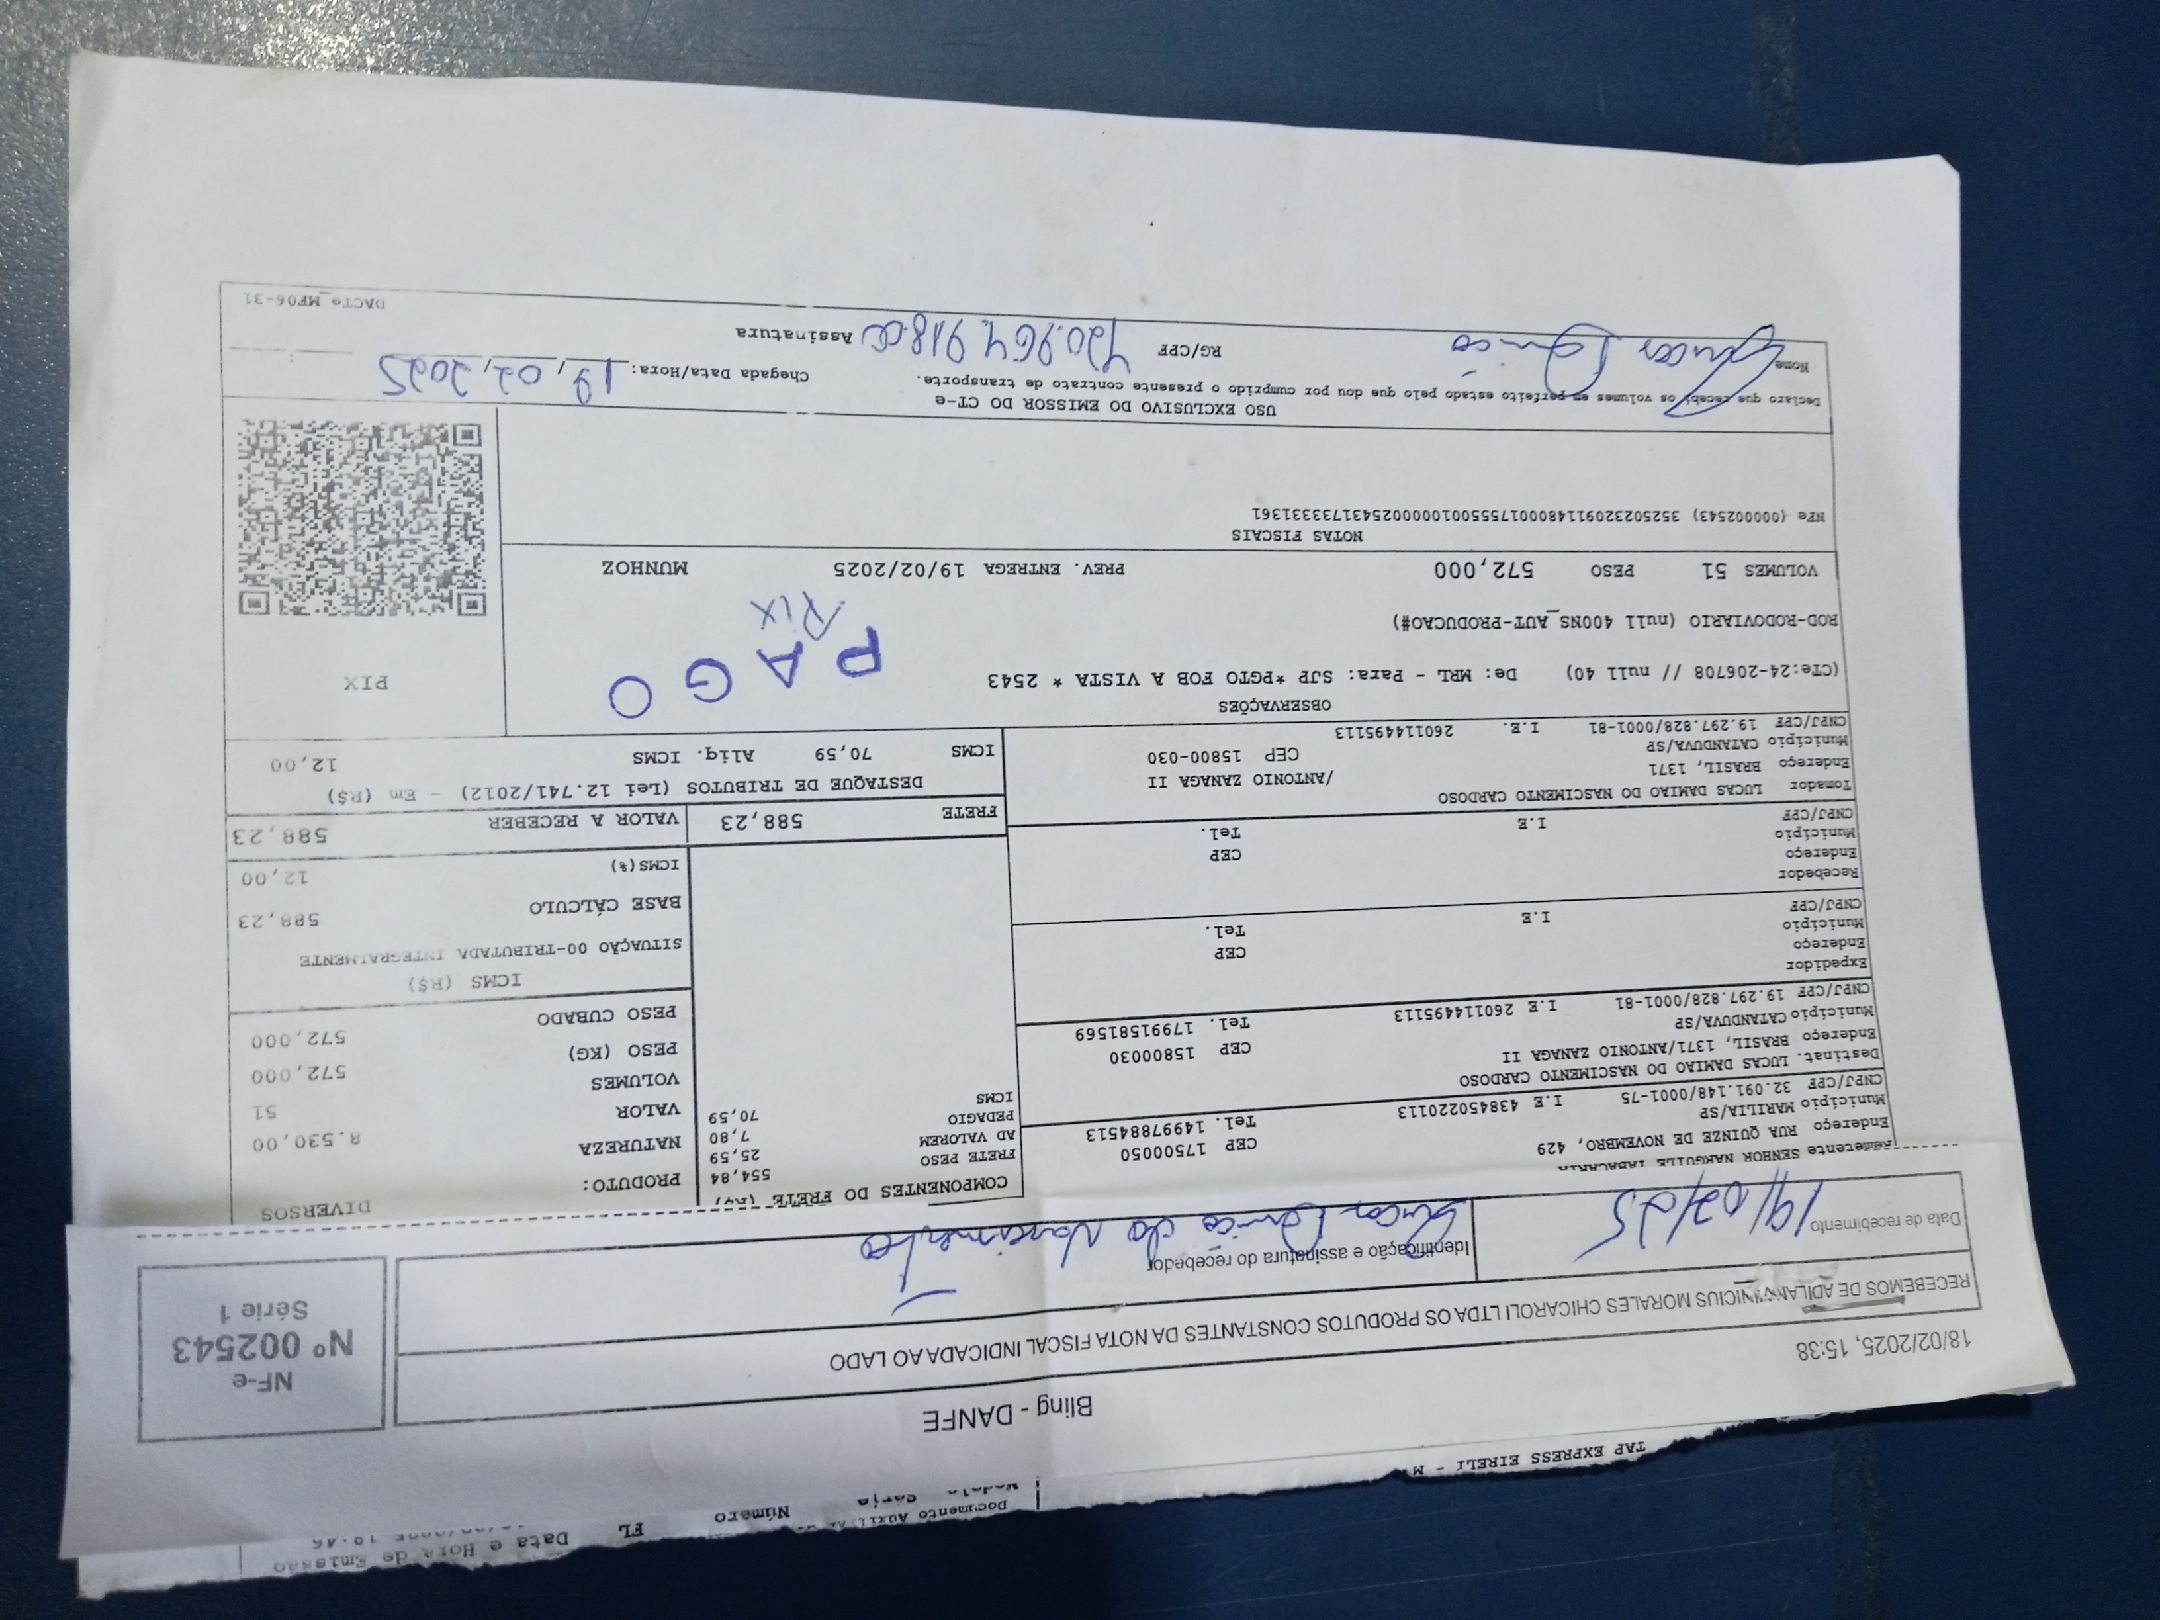 Data e Hora de Emissão
FL
Número
Documento
TAP EXPRESS EIRELI - M
Bling - DANFE
18/02/2025, 15:38
RECEBEMOS DE ADILAN VINICIUS MORALES CHICAROLI LTDA OS PRODUTOS CONSTANTES DA NOTA FISCAL INDICADA AO LADO
NF-e
Nº 002543
Série 1
Data de recebimento
19/02/25
Identificação e assinatura do recebedor
do Nascimento
Remetente SENHOR NARGUILE TABACARIA
Endereço RUA QUINZE DE NOVEMBRO, 429
Município MARILIA/SP
CEP 17500050
CNPJ/CPF 32.091.148/0001-75
I.E 438450220113
Tel. 14997884513
Destinat. LUCAS DAMIAO DO NASCIMENTO CARDOSO
Endereço BRASIL, 1371/ANTONIO ZANAGA II
Município CATANDUVA/SP
CEP 15800030
CNPJ/CPF 19.297.828/0001-81
I.E 260114495113
Tel. 17991581569
Expedidor
Endereço
Município
CEP
CNPJ/CPF
I.E
Tel.
Recebedor
Endereço
Município
CEP
CNPJ/CPF
I.E
Tel.
Tomador LUCAS DAMIAO DO NASCIMENTO CARDOSO
Endereço BRASIL, 1371
/ANTONIO ZANAGA II
Município CATANDUVA/SP
CEP 15800-030
CNPJ/CPF 19.297.828/0001-81
I.E. 260114495113
COMPONENTES DO FRETE (R$)
FRETE PESO 554,84
AD VALOREM 25,59
PEDAGIO 7,80
ICMS 70,59
FRETE 588,23
PRODUTO: DIVERSOS
NATUREZA
VALOR 8.530,00
VOLUMES 51
PESO (KG) 572,000
PESO CUBADO 572,000
ICMS (R$)
SITUAÇÃO 00-TRIBUTADA INTEGRALMENTE
BASE CÁLCULO 588,23
ICMS(%) 12,00
VALOR A RECEBER 588,23
DESTAQUE DE TRIBUTOS (Lei 12.741/2012) - Em (R$)
ICMS 70,59 Aliq. ICMS 12,00
OBSERVAÇÕES
(CTe:24-206708 // null 40) De: MRL - Para: SJP *PGTO FOB A VISTA * 2543
ROD-RODOVIARIO (null 400NS_AUT-PRODUCAO#)
PAGO
PIX
PIX
VOLUMES 51 PESO 572,000 PREV. ENTREGA 19/02/2025 MUNHOZ
NOTAS FISCAIS
NFe (000002543) 35250232091148000175550010000025431733331361
USO EXCLUSIVO DO EMISSOR DO CT-e
Declaro que recebi os volumes em perfeito estado pelo que dou por cumprido o presente contrato de transporte.
Chegada Data/Hora: 19/02/2025
Nome
RG/CPF
Assinatura
DACTe_MF06-31